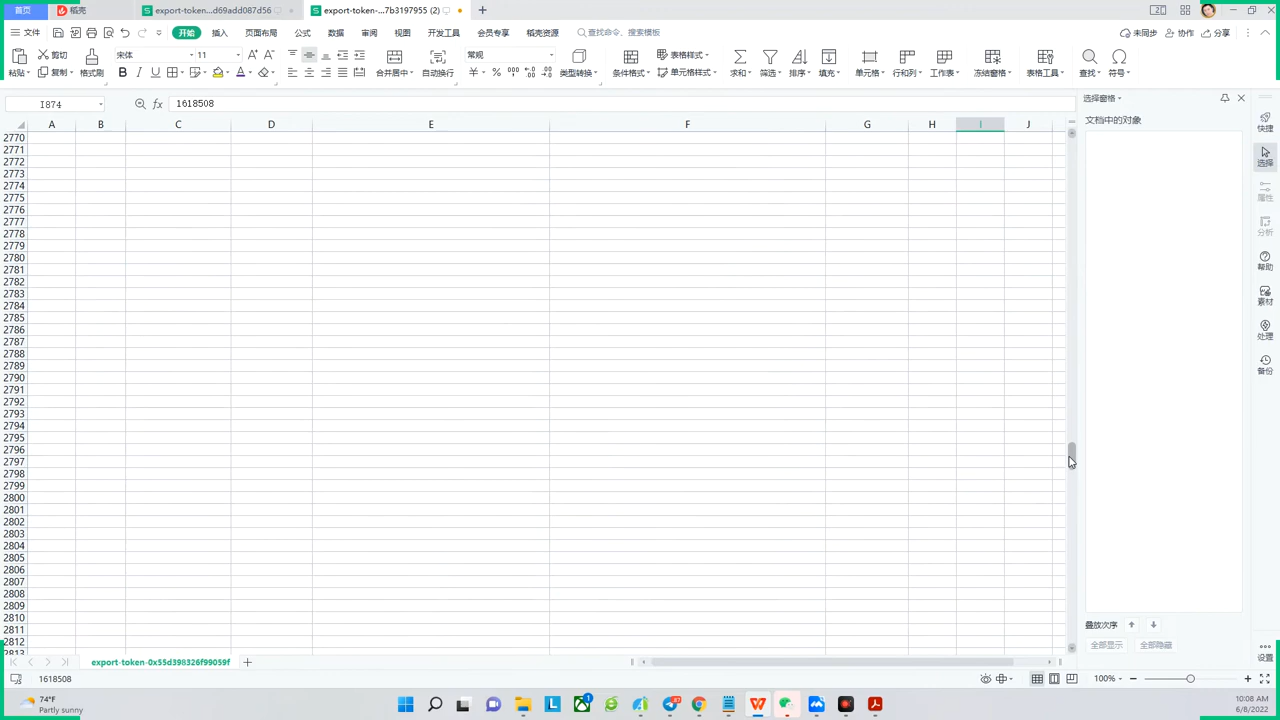 首页 稻壳 export-token...d69add087d56 export-token-...7b3197955 (2)
文件 开始 插入 页面布局 公式 数据 审阅 视图 开发工具 会员专享 稻壳资源 查找命令、搜索模板 未同步 协作 分享
粘贴 剪切 复制 格式刷 宋体 11 合并居中 自动换行 常规 类型转换 条件格式 表格样式 单元格样式 求和 筛选 排序 填充 单元格 行和列 工作表 冻结窗格 表格工具 查找 符号
I874 fx 1618508
选择窗格
文档中的对象
A B C D E F G H I J
2770
2771
2772
2773
2774
2775
2776
2777
2778
2779
2780
2781
2782
2783
2784
2785
2786
2787
2788
2789
2790
2791
2792
2793
2794
2795
2796
2797
2798
2799
2800
2801
2802
2803
2804
2805
2806
2807
2808
2809
2810
2811
2812
2813
快捷
选择
属性
分析
帮助
素材
处理
备份
设置
叠放次序
全部显示 全部隐藏
export-token-0x55d398326f99059f
1618508 100%
74°F
Partly sunny
10:08 AM
6/8/2022